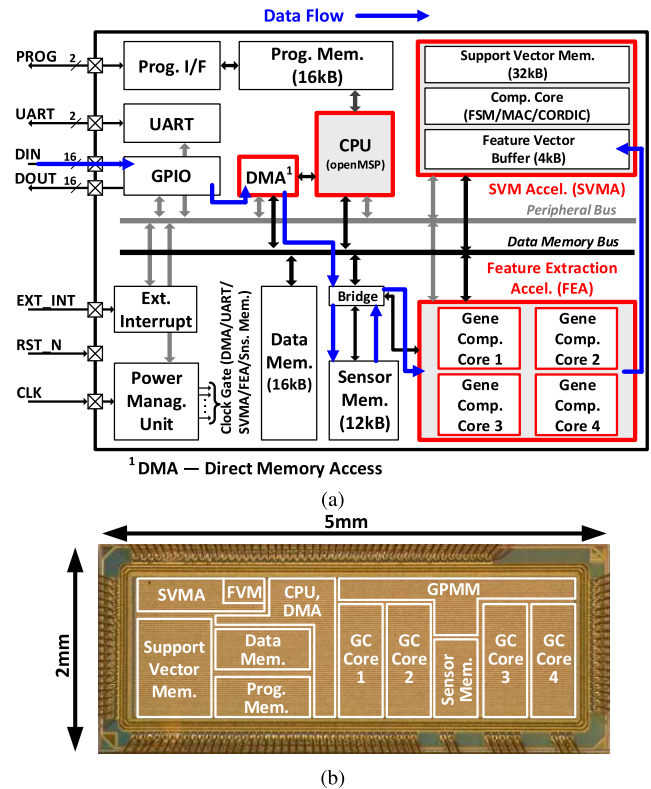 Data Flow
PROG 2
Prog. I/F
Prog. Mem.
(16kB)
UART 2
UART
DIN 16
DOUT 16
GPIO
DMA1
CPU
(openMSP)
Support Vector Mem.
(32kB)
Comp. Core
(FSM/MAC/CORDIC)
Feature Vector
Buffer (4kB)
SVM Accel. (SVMA)
Peripheral Bus
Data Memory Bus
Feature Extraction
Accel. (FEA)
EXT_INT
Ext.
Interrupt
RST_N
CLK
Power
Manag.
Unit
Clock Gate (DMA/UART/
SVMA/FEA/Sns. Mem.)
Data
Mem.
(16kB)
Bridge
Sensor
Mem.
(12kB)
Gene
Comp.
Core 1
Gene
Comp.
Core 2
Gene
Comp.
Core 3
Gene
Comp.
Core 4
1 DMA — Direct Memory Access
(a)
5mm
2mm
SVMA
FVM
CPU,
DMA
GPMM
Support
Vector
Mem.
Data
Mem.
Prog.
Mem.
GC
Core
1
GC
Core
2
Sensor
Mem.
GC
Core
3
GC
Core
4
(b)